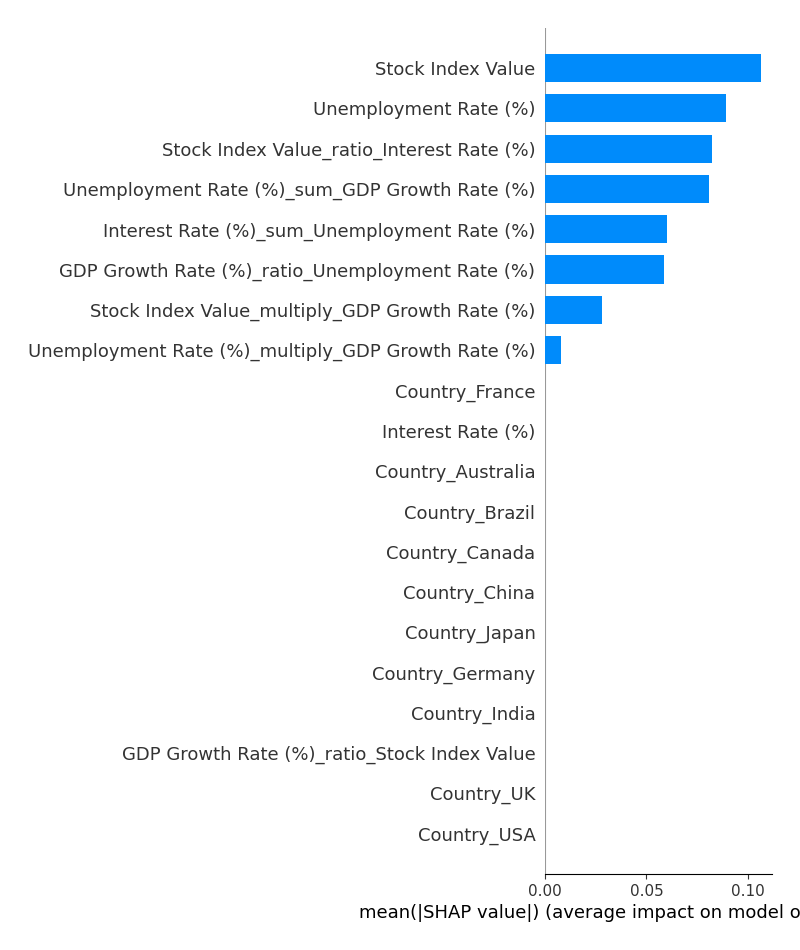 Stock Index Value
Unemployment Rate (%)
Stock Index Value_ratio_Interest Rate (%)
Unemployment Rate (%)_sum_GDP Growth Rate (%)
Interest Rate (%)_sum_Unemployment Rate (%)
GDP Growth Rate (%)_ratio_Unemployment Rate (%)
Stock Index Value_multiply_GDP Growth Rate (%)
Unemployment Rate (%)_multiply_GDP Growth Rate (%)
Country_France
Interest Rate (%)
Country_Australia
Country_Brazil
Country_Canada
Country_China
Country_Japan
Country_Germany
Country_India
GDP Growth Rate (%)_ratio_Stock Index Value
Country_UK
Country_USA
0.00 0.05 0.10
mean(|SHAP value|) (average impact on model o